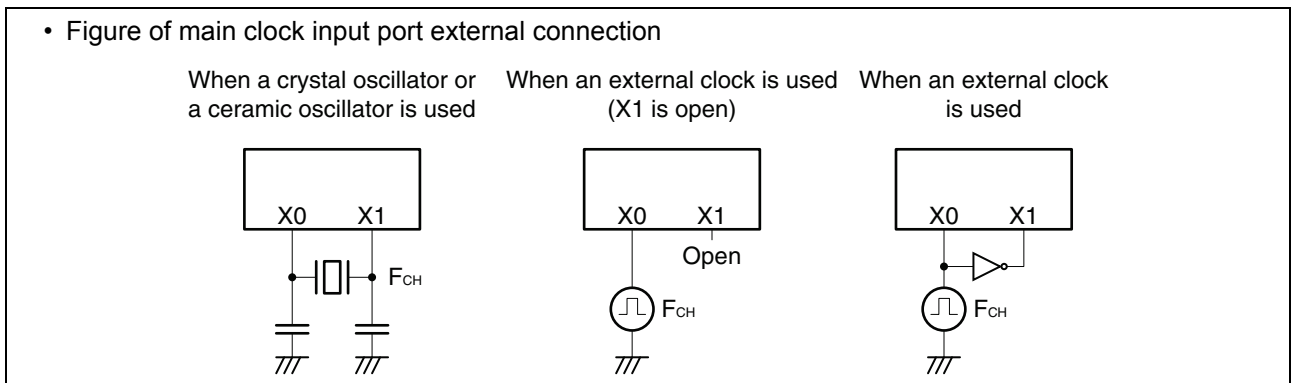 • Figure of main clock input port external connection
When a crystal oscillator or
a ceramic oscillator is used
X0 X1
FCH
When an external clock is used
(X1 is open)
X0 X1
Open
FCH
When an external clock
is used
X0 X1
FCH